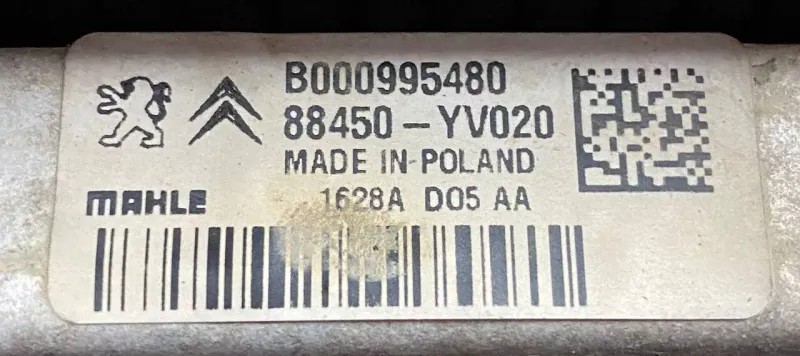 B000995480
88450-YV020
MADE IN POLAND
MAHLE
1628A D05 AA